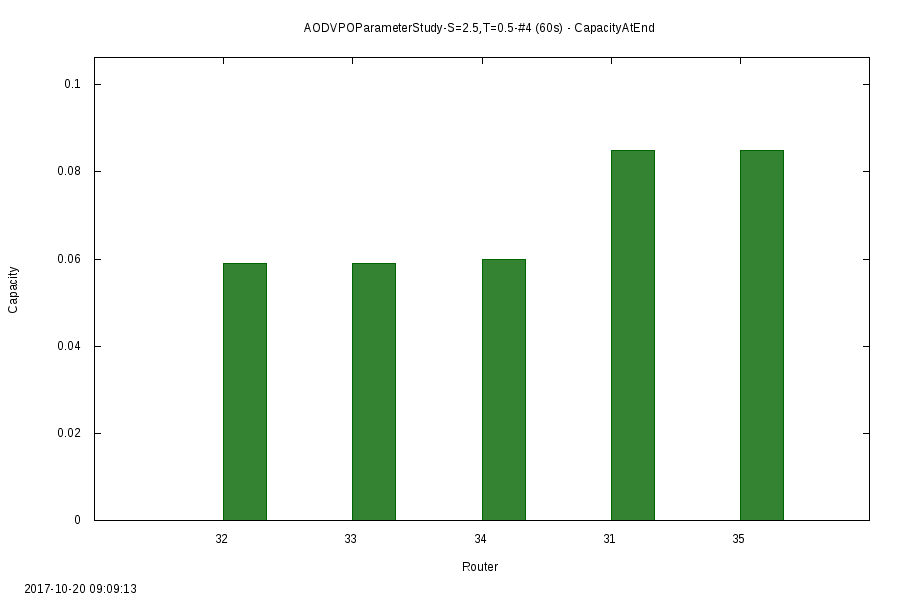 AODVPOParameterStudy-S=2.5,T=0.5-#4 (60s) - CapacityAtEnd
0.1
0.08
0.06
0.04
0.02
0
Capacity
32 33 34 31 35
Router
2017-10-20 09:09:13